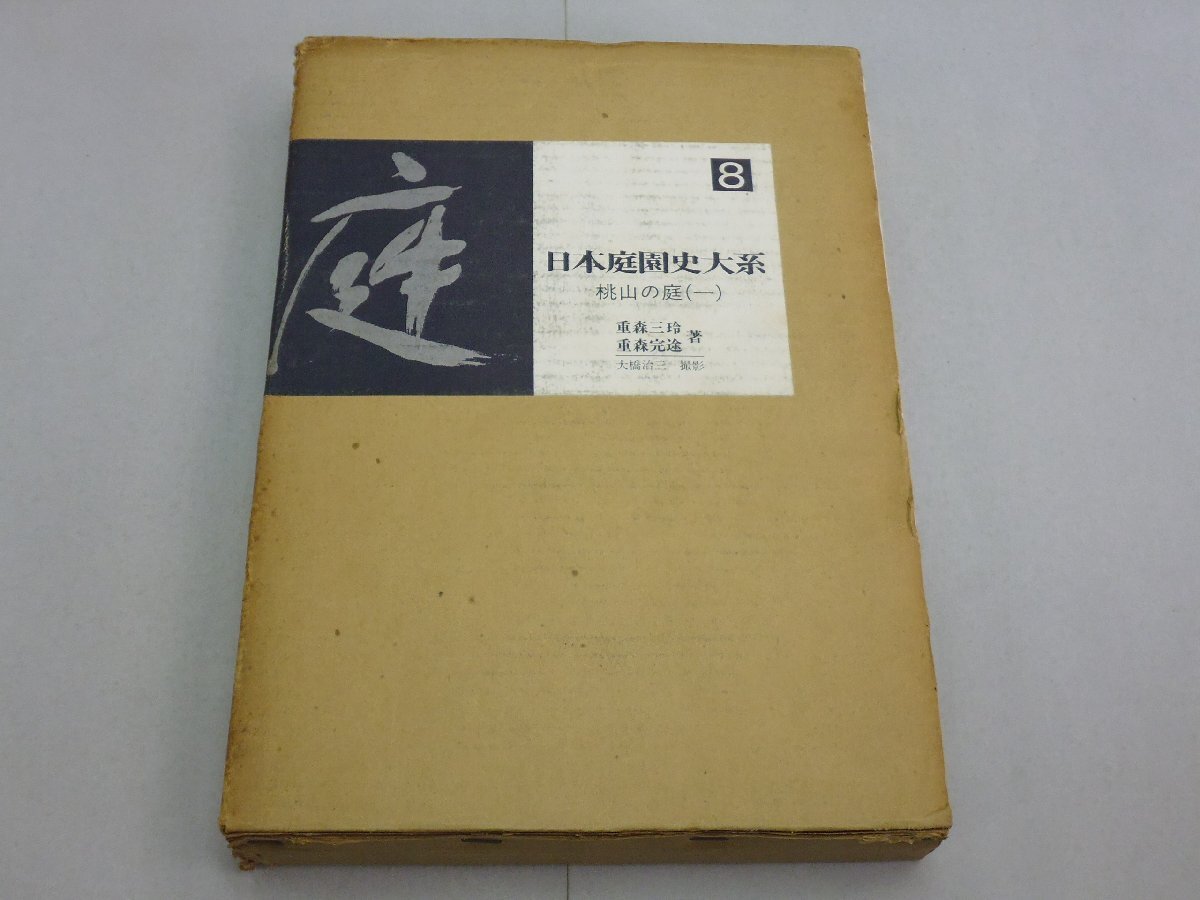 庭
8
日本庭園史大系
桃山の庭(一)
重森三玲
重森完途 著
大橋治三 撮影